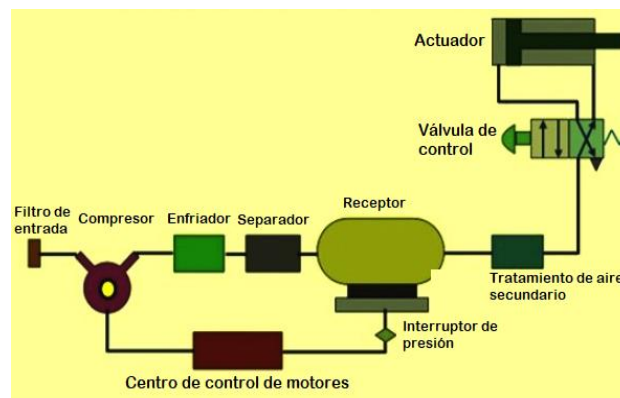 Actuador
Válvula de
control
Receptor
Filtro de
entrada
Compresor
Enfriador
Separador
Tratamiento de aire
secundario
Interruptor de
presión
Centro de control de motores